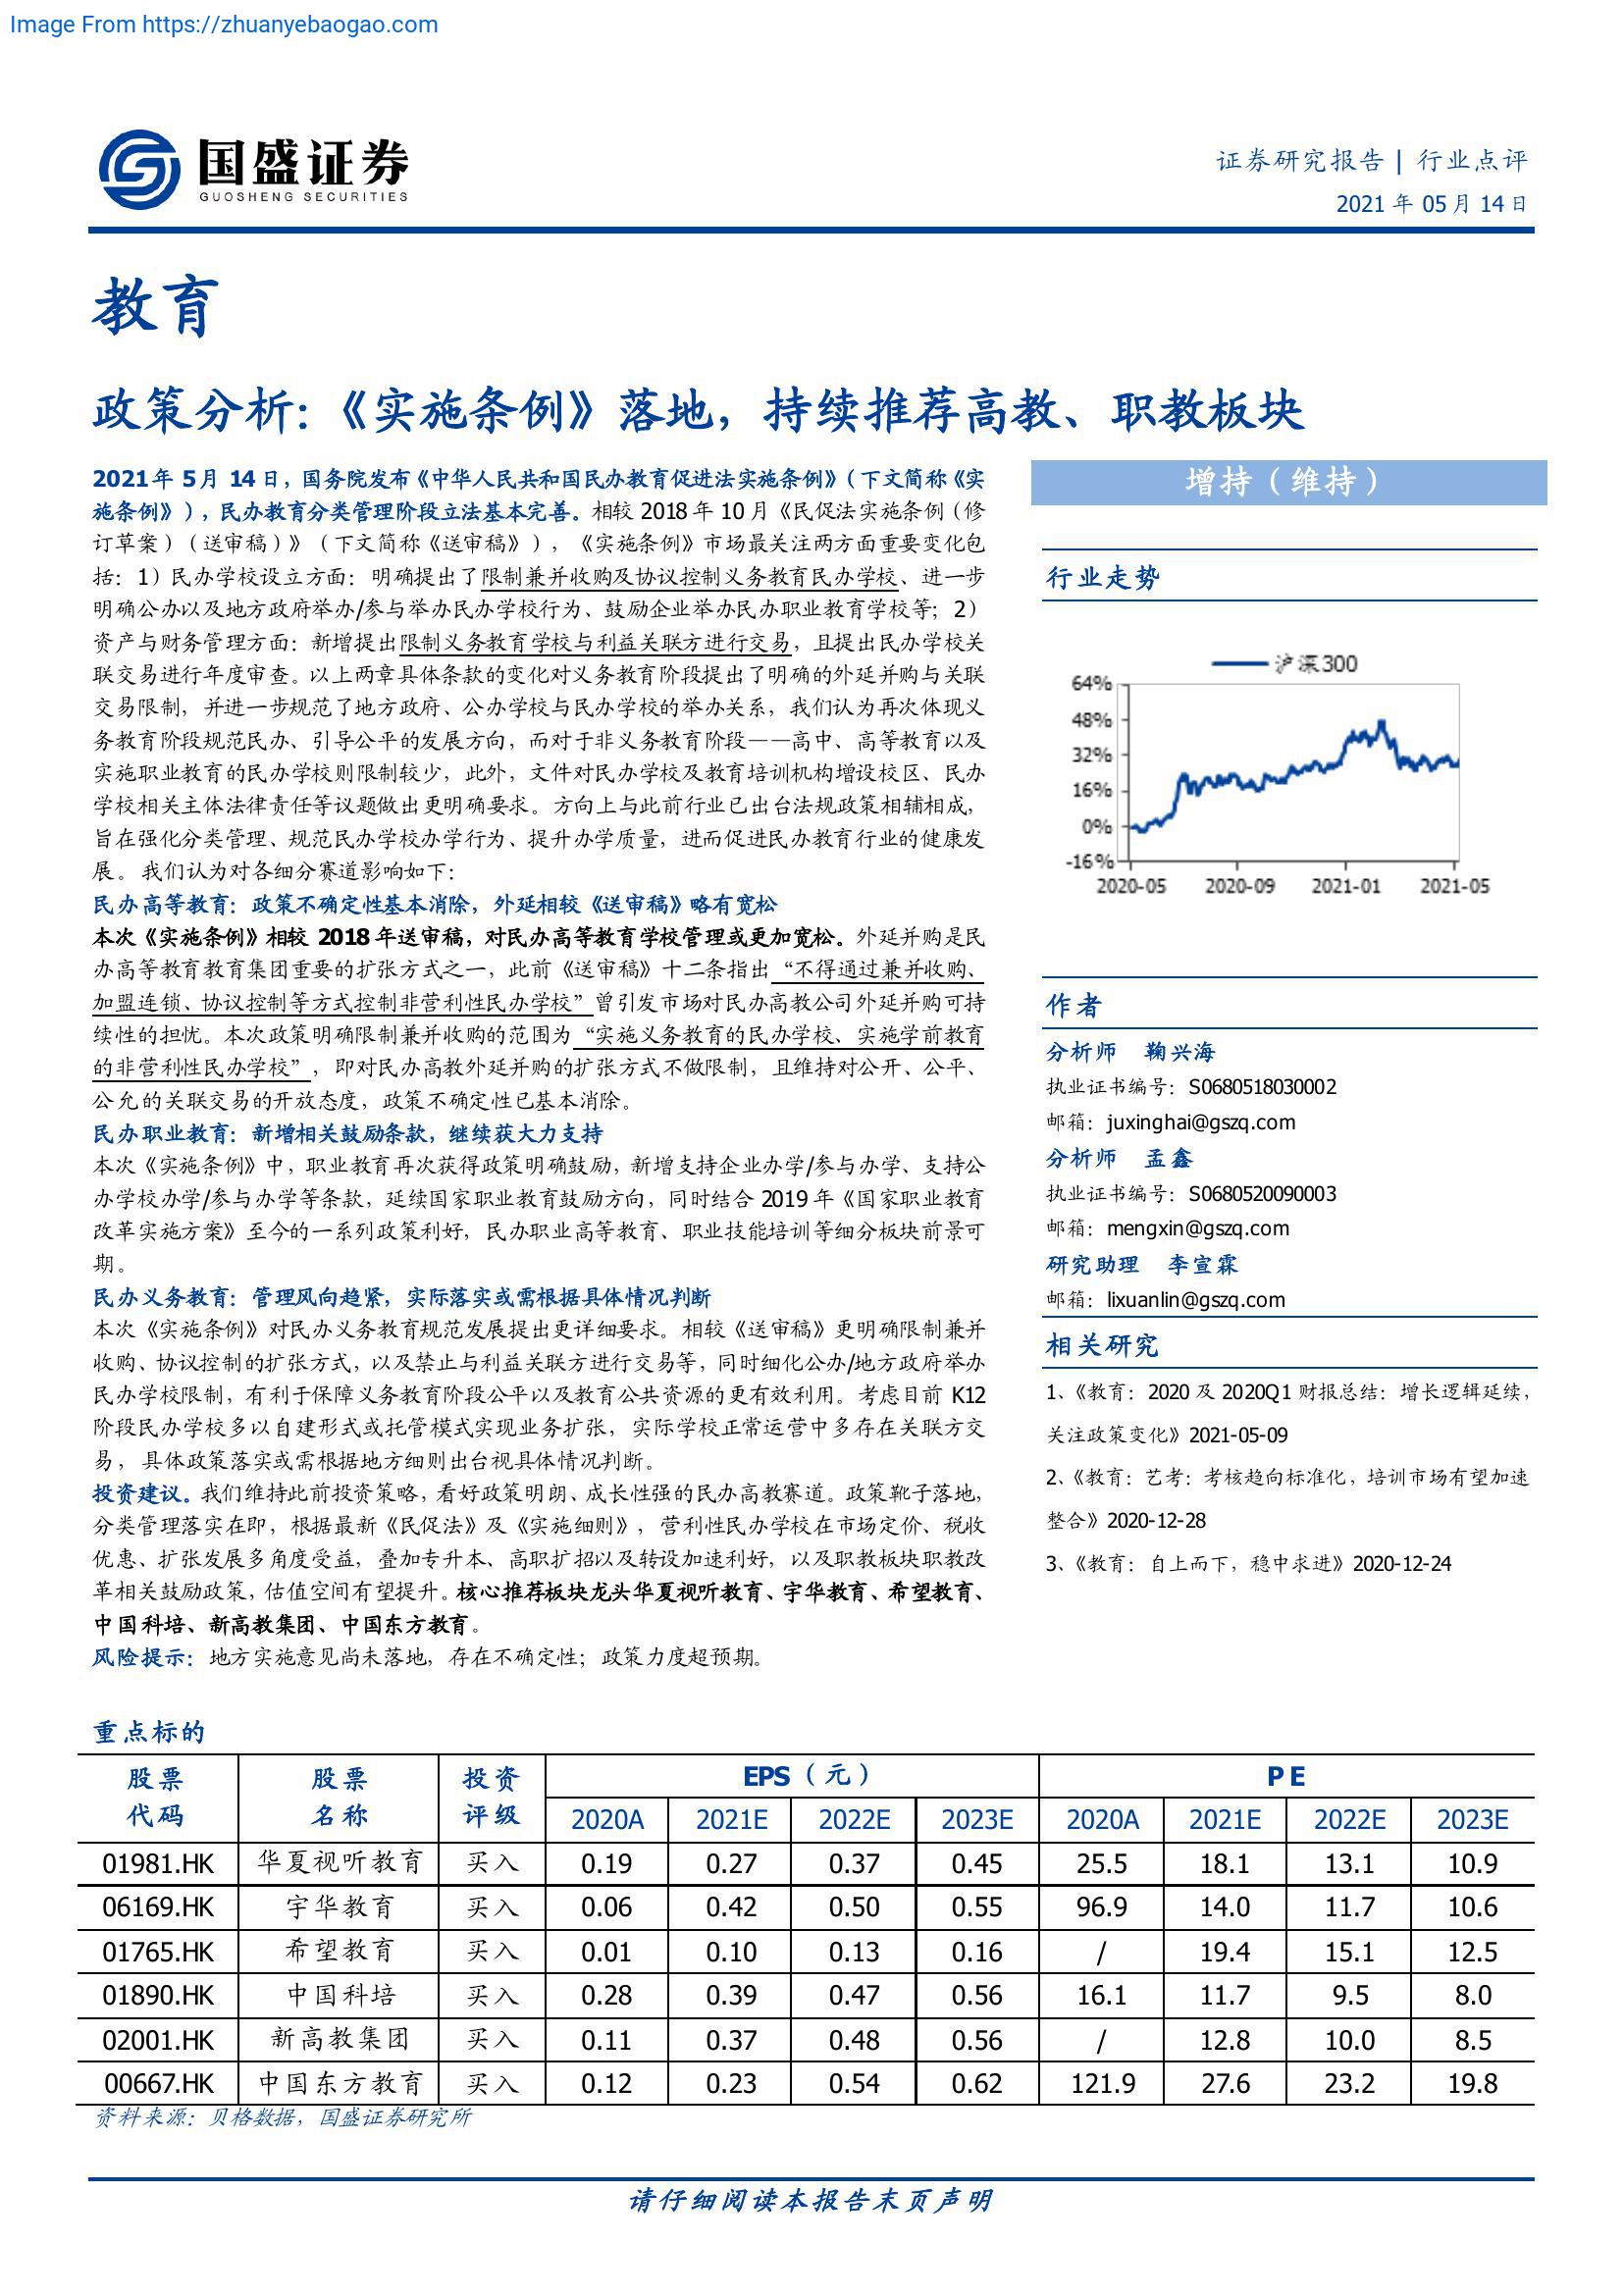 Image From https://zhuanyebaogao.com
国盛证券
GUOSHENG SECURITIES
证券研究报告 | 行业点评
2021 年 05 月 14 日
教育
政策分析：《实施条例》落地，持续推荐高教、职教板块
2021 年 5 月 14 日，国务院发布《中华人民共和国民办教育促进法实施条例》（下文简称《实
施条例》），民办教育分类管理阶段立法基本完善。相较 2018 年 10 月《民促法实施条例（修
订草案）（送审稿）》（下文简称《送审稿》），《实施条例》市场最关注两方面重要变化包
括：1）民办学校设立方面：明确提出了限制兼并收购及协议控制义务教育民办学校、进一步
明确公办以及地方政府举办/参与举办民办学校行为、鼓励企业举办民办职业教育学校等；2）
资产与财务管理方面：新增提出限制义务教育学校与利益关联方进行交易，且提出民办学校关
联交易进行年度审查。以上两章具体条款的变化对义务教育阶段提出了明确的外延并购与关联
交易限制，并进一步规范了地方政府、公办学校与民办学校的举办关系，我们认为再次体现义
务教育阶段规范民办、引导公平的发展方向，而对于非义务教育阶段——高中、高等教育以及
实施职业教育的民办学校则限制较少，此外，文件对民办学校及教育培训机构增设校区、民办
学校相关主体法律责任等议题做出更明确要求。方向上与此前行业已出台法规政策相辅相成，
旨在强化分类管理、规范民办学校办学行为、提升办学质量，进而促进民办教育行业的健康发
展。 我们认为对各细分赛道影响如下：
民办高等教育：政策不确定性基本消除，外延相较《送审稿》略有宽松
本次《实施条例》相较 2018 年送审稿，对民办高等教育学校管理或更加宽松。外延并购是民
办高等教育教育集团重要的扩张方式之一，此前《送审稿》十二条指出“不得通过兼并收购、
加盟连锁、协议控制等方式控制非营利性民办学校”曾引发市场对民办高教公司外延并购可持
续性的担忧。本次政策明确限制兼并收购的范围为“实施义务教育的民办学校、实施学前教育
的非营利性民办学校”，即对民办高教外延并购的扩张方式不做限制，且维持对公开、公平、
公允的关联交易的开放态度，政策不确定性已基本消除。
民办职业教育：新增相关鼓励条款，继续获大力支持
本次《实施条例》中，职业教育再次获得政策明确鼓励，新增支持企业办学/参与办学、支持公
办学校办学/参与办学等条款，延续国家职业教育鼓励方向，同时结合 2019 年《国家职业教育
改革实施方案》至今的一系列政策利好，民办职业高等教育、职业技能培训等细分板块前景可
期。
民办义务教育：管理风向趋紧，实际落实或需根据具体情况判断
本次《实施条例》对民办义务教育规范发展提出更详细要求。相较《送审稿》更明确限制兼并
收购、协议控制的扩张方式，以及禁止与利益关联方进行交易等，同时细化公办/地方政府举办
民办学校限制，有利于保障义务教育阶段公平以及教育公共资源的更有效利用。考虑目前 K12
阶段民办学校多以自建形式或托管模式实现业务扩张，实际学校正常运营中多存在关联方交
易，具体政策落实或需根据地方细则出台视具体情况判断。
投资建议。我们维持此前投资策略，看好政策明朗、成长性强的民办高教赛道。政策靴子落地，
分类管理落实在即，根据最新《民促法》及《实施细则》，营利性民办学校在市场定价、税收
优惠、扩张发展多角度受益，叠加专升本、高职扩招以及转设加速利好，以及职教板块职教改
革相关鼓励政策，估值空间有望提升。核心推荐板块龙头华夏视听教育、宇华教育、希望教育、
中国科培、新高教集团、中国东方教育。
风险提示：地方实施意见尚未落地，存在不确定性；政策力度超预期。
增持（维持）
行业走势
沪深300
64%
48%
32%
16%
0%
-16%
2020-05 2020-09 2021-01 2021-05
作者
分析师 鞠兴海
执业证书编号：S0680518030002
邮箱：juxinghai@gszq.com
分析师 孟鑫
执业证书编号：S0680520090003
邮箱：mengxin@gszq.com
研究助理 李宣霖
邮箱：lixuanlin@gszq.com
相关研究
1、《教育：2020 及 2020Q1 财报总结：增长逻辑延续，
关注政策变化》2021-05-09
2、《教育：艺考：考核趋向标准化，培训市场有望加速
整合》2020-12-28
3、《教育：自上而下，稳中求进》2020-12-24
重点标的
股票 股票 投资 EPS（元） P E
代码 名称 评级 2020A 2021E 2022E 2023E 2020A 2021E 2022E 2023E
01981.HK 华夏视听教育 买入 0.19 0.27 0.37 0.45 25.5 18.1 13.1 10.9
06169.HK 宇华教育 买入 0.06 0.42 0.50 0.55 96.9 14.0 11.7 10.6
01765.HK 希望教育 买入 0.01 0.10 0.13 0.16 / 19.4 15.1 12.5
01890.HK 中国科培 买入 0.28 0.39 0.47 0.56 16.1 11.7 9.5 8.0
02001.HK 新高教集团 买入 0.11 0.37 0.48 0.56 / 12.8 10.0 8.5
00667.HK 中国东方教育 买入 0.12 0.23 0.54 0.62 121.9 27.6 23.2 19.8
资料来源：贝格数据，国盛证券研究所
请仔细阅读本报告末页声明